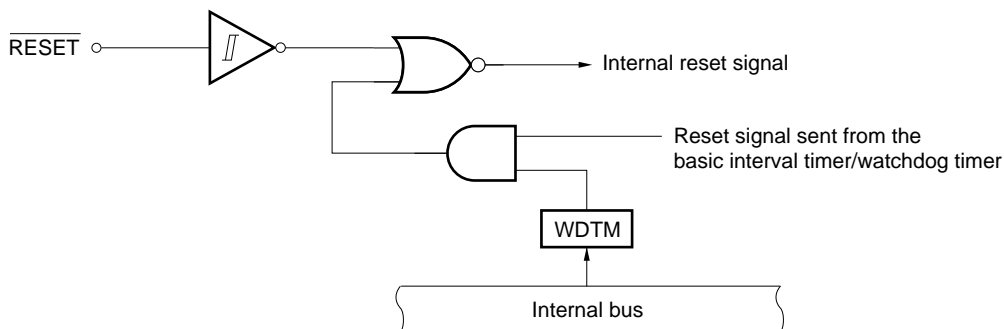 RESET
Internal reset signal
Reset signal sent from the
basic interval timer/watchdog timer
WDTM
Internal bus